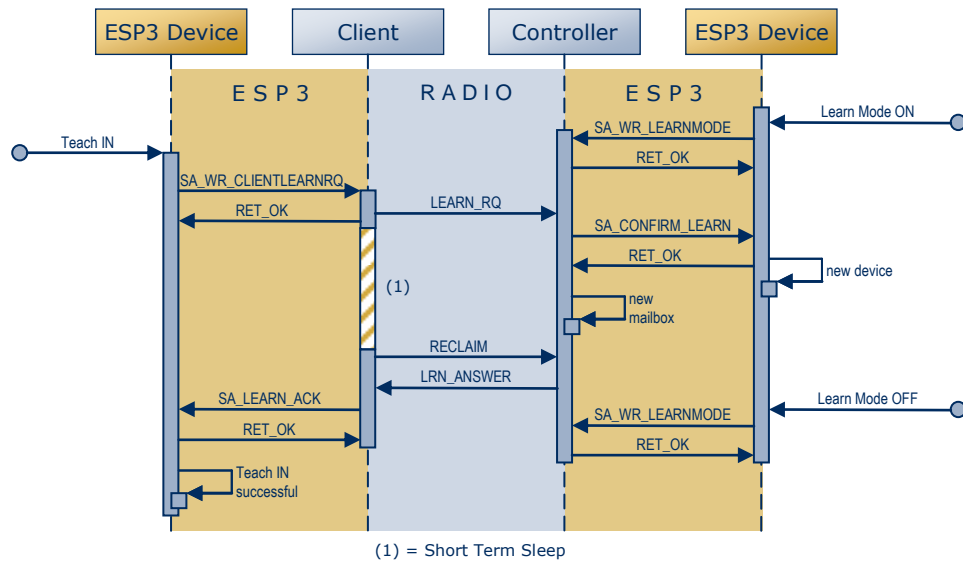 ESP3 Device
Client
Controller
ESP3 Device
ESP3
RADIO
ESP3
Learn Mode ON
SA_WR_LEARNMODE
Teach IN
RET_OK
SA_WR_CLIENTLEARNRQ
LEARN_RQ
RET_OK
SA_CONFIRM_LEARN
RET_OK
new device
(1)
new
mailbox
RECLAIM
LRN_ANSWER
SA_LEARN_ACK
Learn Mode OFF
SA_WR_LEARNMODE
RET_OK
RET_OK
Teach IN
successful
(1) = Short Term Sleep